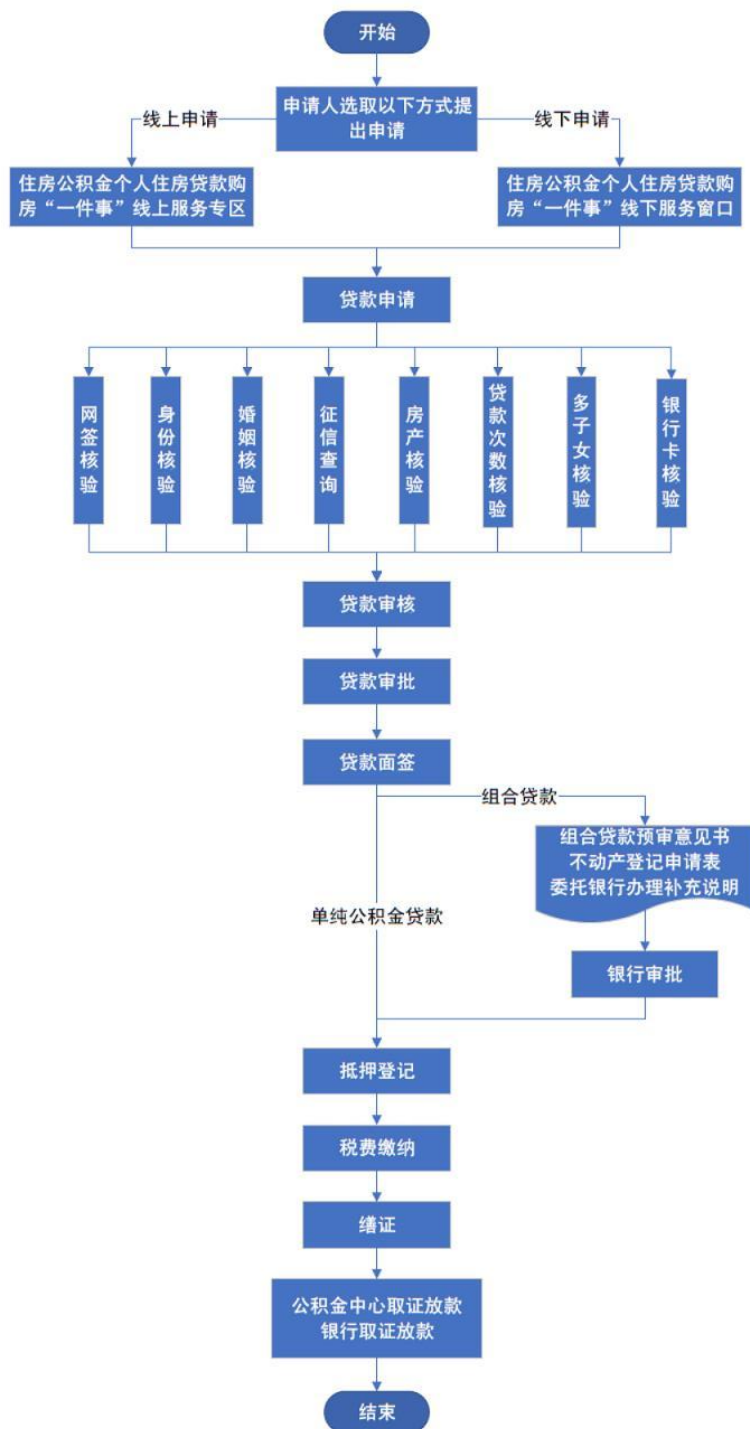 开始
申请人选取以下方式提
出申请
线上申请
线下申请
住房公积金个人住房贷款购
房“一件事”线上服务专区
住房公积金个人住房贷款购
房“一件事”线下服务窗口
贷款申请
网签核验
身份核验
婚姻核验
征信查询
房产核验
贷款次数核验
多子女核验
银行卡核验
贷款审核
贷款审批
贷款面签
组合贷款
组合贷款预审意见书
不动产登记申请表
委托银行办理补充说明
单纯公积金贷款
银行审批
抵押登记
税费缴纳
缮证
公积金中心取证放款
银行取证放款
结束